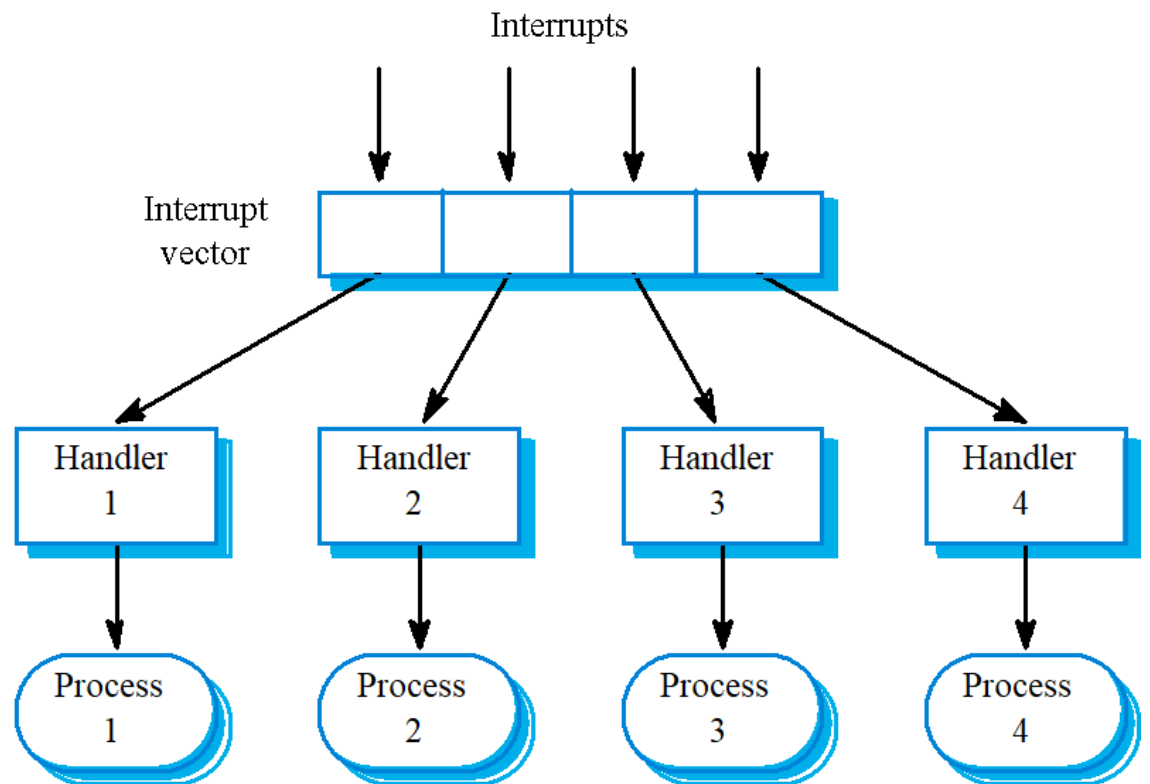 Interrupts
Interrupt
vector
Handler
1
Handler
2
Handler
3
Handler
4
Process
1
Process
2
Process
3
Process
4